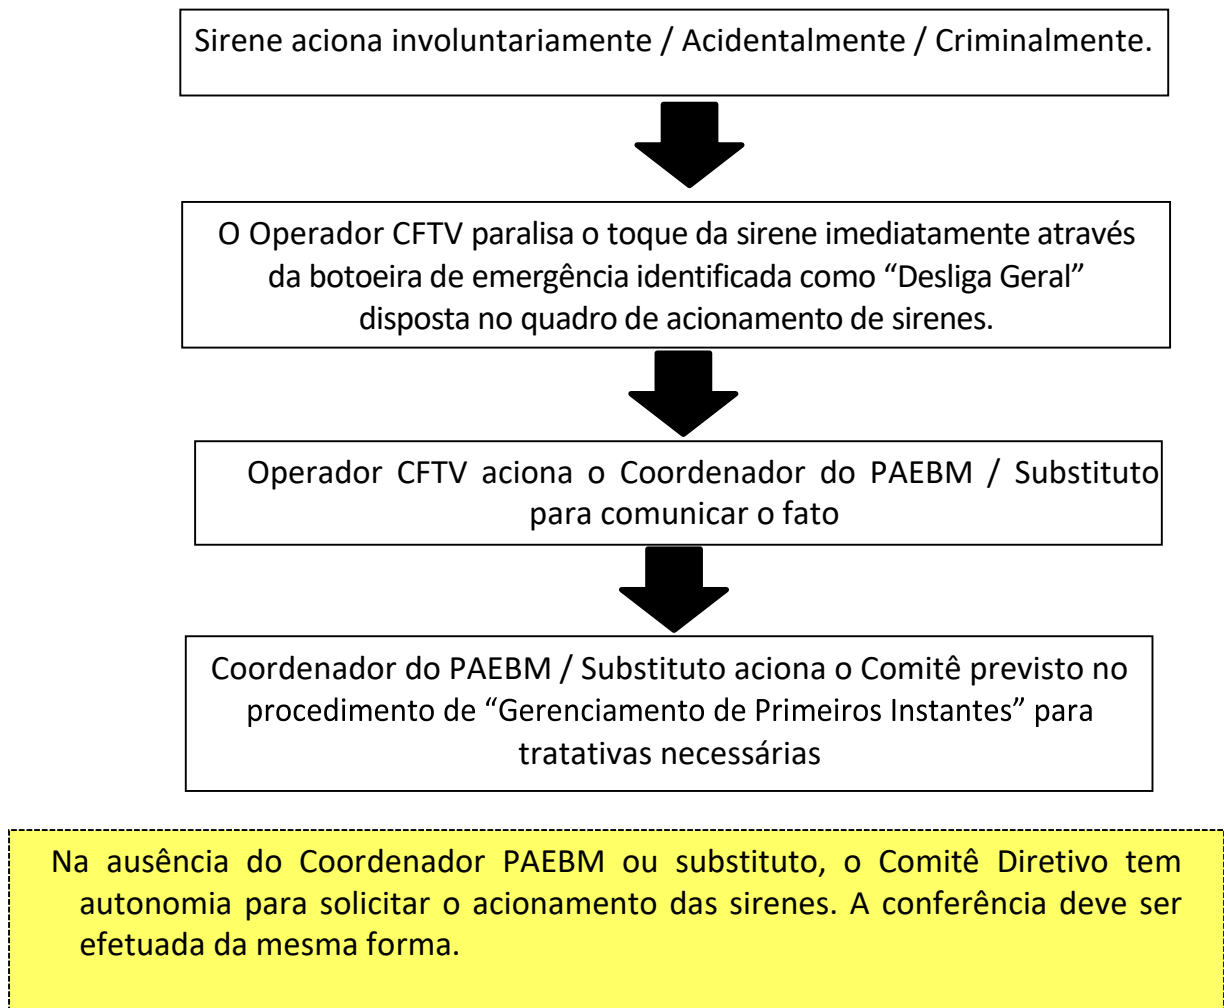 Sirene aciona involuntariamente / Acidentalmente / Criminalmente.
O Operador CFTV paralisa o toque da sirene imediatamente através
da botoeira de emergência identificada como “Desliga Geral”
disposta no quadro de acionamento de sirenes.
Operador CFTV aciona o Coordenador do PAEBM / Substituto
para comunicar o fato
Coordenador do PAEBM / Substituto aciona o Comitê previsto no
procedimento de “Gerenciamento de Primeiros Instantes” para
tratativas necessárias
Na ausência do Coordenador PAEBM ou substituto, o Comitê Diretivo tem
autonomia para solicitar o acionamento das sirenes. A conferência deve ser
efetuada da mesma forma.